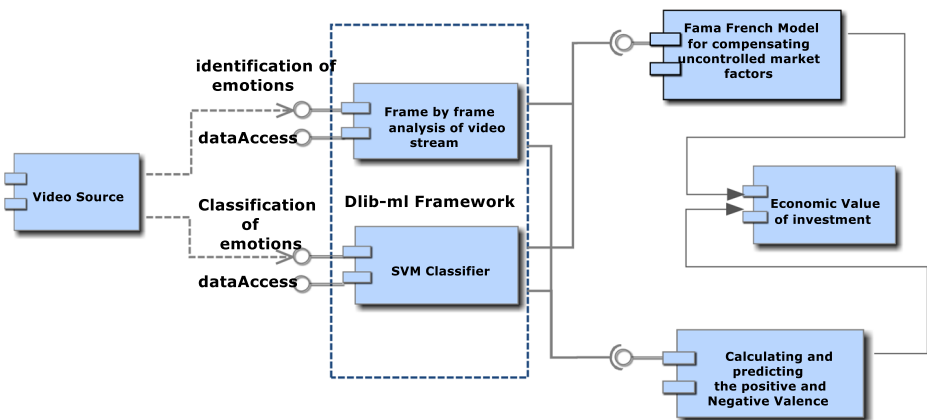 Video Source
identification of
emotions
dataAccess
Classification
of
emotions
dataAccess
Frame by frame
analysis of video
stream
Dlib-ml Framework
SVM Classifier
Fama French Model
for compensating
uncontrolled market
factors
Economic Value
of investment
Calculating and
predicting
the positive and
Negative Valence